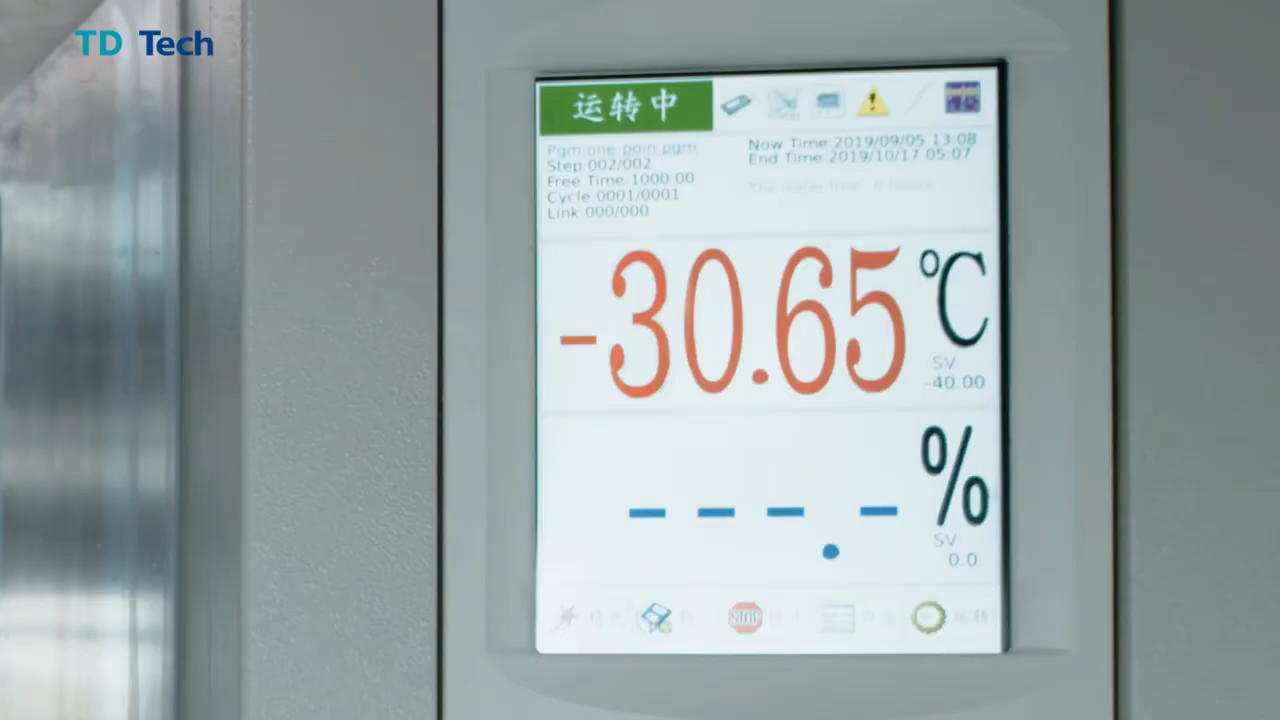 TD Tech
运转中
Pgm:one_poin.pgm
Step:002/002
Free Time:1000:00
Cycle:0001/0001
Link:000/000
Now Time:2019/09/05 13:08
End Time:2019/10/17 05:07
-30.65 ℃
SV
-40.00
- - - . - %
SV
0.0
STOP